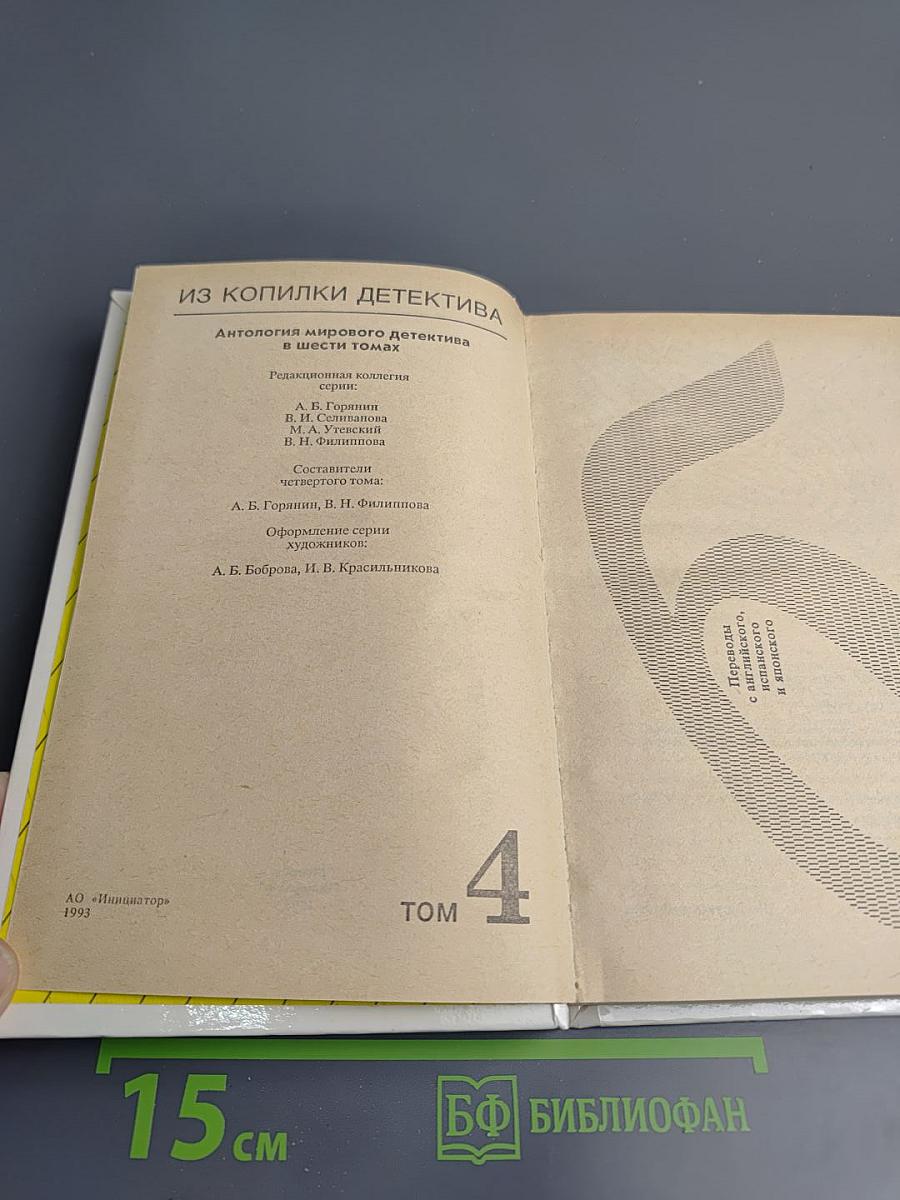 ИЗ КОПИЛКИ ДЕТЕКТИВА
Антология мирового детектива
в шести томах
Редакционная коллегия
серии:
А. Б. Горянин
В. И. Селиванова
М. А. Утевский
В. Н. Филиппова
Составители
четвертого тома:
А. Б. Горянин, В. Н. Филиппова
Оформление серии
художников:
А. Б. Боброва, И. В. Красильникова
АО «Инициатор»
1993
ТОМ 4
Переводы
с английского,
испанского
и японского
15 см
БФ БИБЛИОФАН